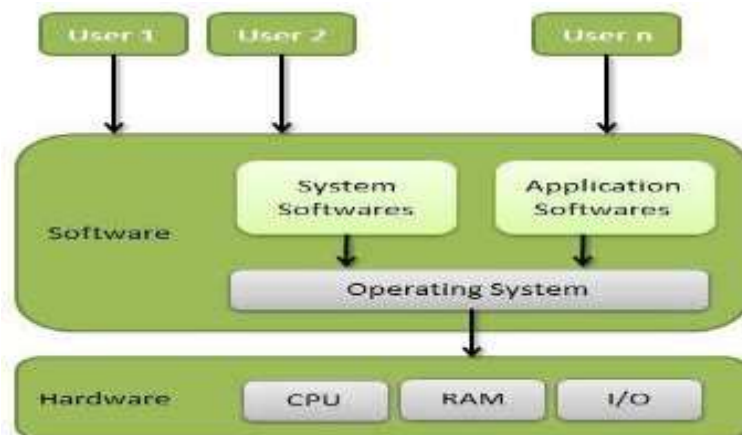 User 1
User 2
User n
System
Softwares
Application
Softwares
Software
Operating System
Hardware
CPU
RAM
I/O